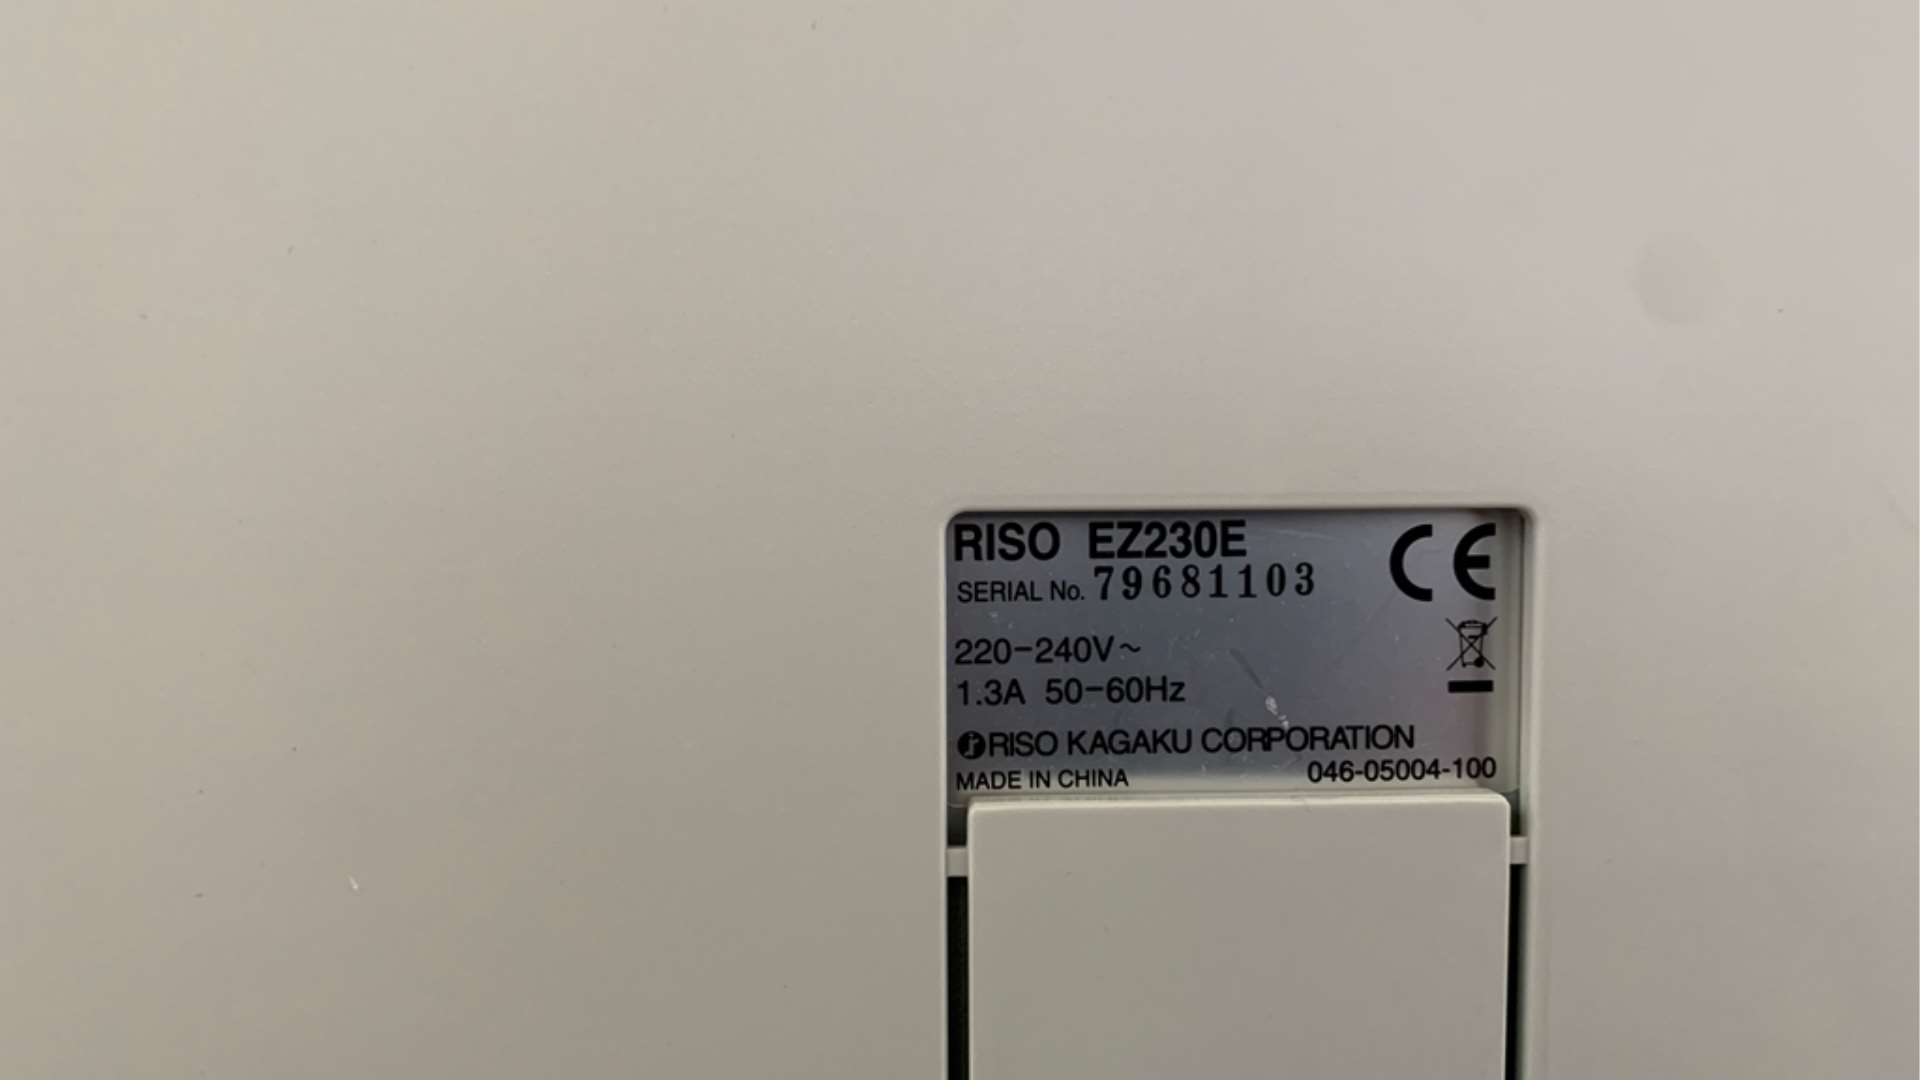 RISO EZ230E
CE
SERIAL No. 79681103
220-240V~
1.3A 50-60Hz
RISO KAGAKU CORPORATION
MADE IN CHINA 046-05004-100